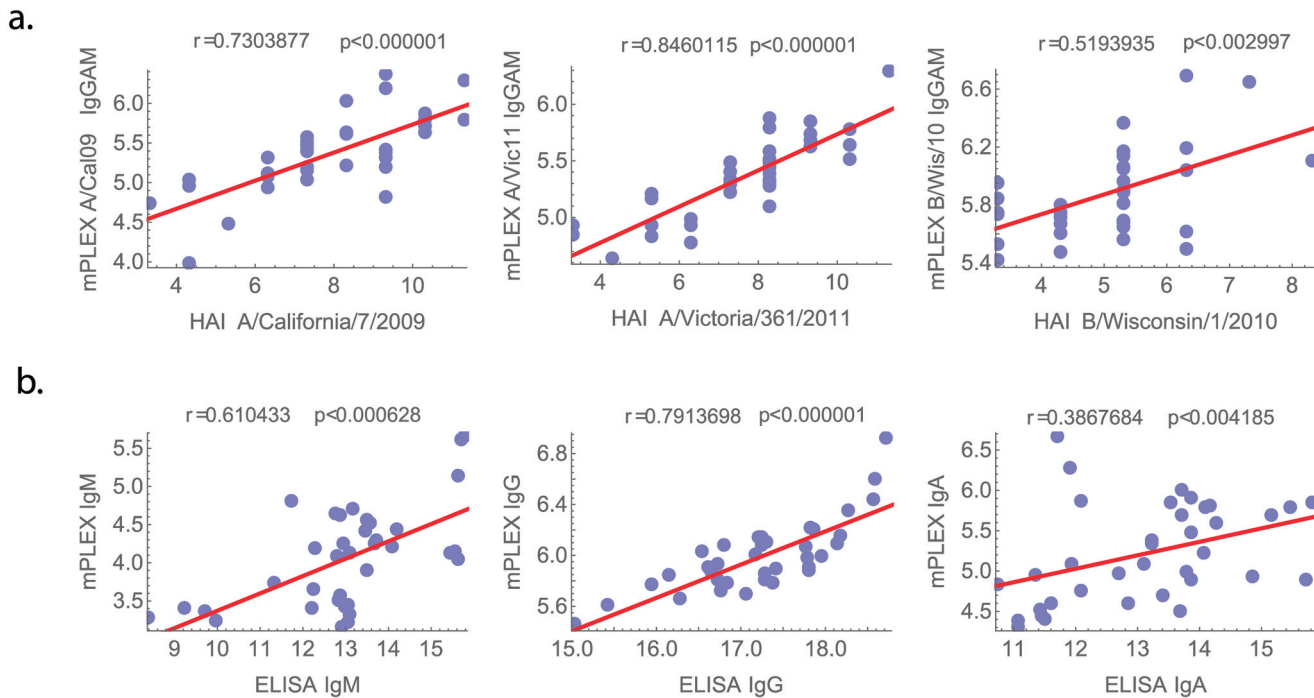 a.
r=0.7303877 p<0.000001
mPLEX A/Cal09 IgGAM
6.0
5.5
5.0
4.5
4.0
4 6 8 10
HAI A/California/7/2009
r=0.8460115 p<0.000001
mPLEX A/Vic11 IgGAM
6.0
5.5
5.0
4 6 8 10
HAI A/Victoria/361/2011
r=0.5193935 p<0.002997
mPLEX B/Wis/10 IgGAM
6.6
6.2
5.8
5.4
4 5 6 7 8
HAI B/Wisconsin/1/2010
b.
r=0.610433 p<0.000628
mPLEX IgM
5.5
5.0
4.5
4.0
3.5
9 10 11 12 13 14 15
ELISA IgM
r=0.7913698 p<0.000001
mPLEX IgG
6.8
6.4
6.0
5.6
15.0 16.0 17.0 18.0
ELISA IgG
r=0.3867684 p<0.004185
mPLEX IgA
6.5
6.0
5.5
5.0
4.5
11 12 13 14 15
ELISA IgA